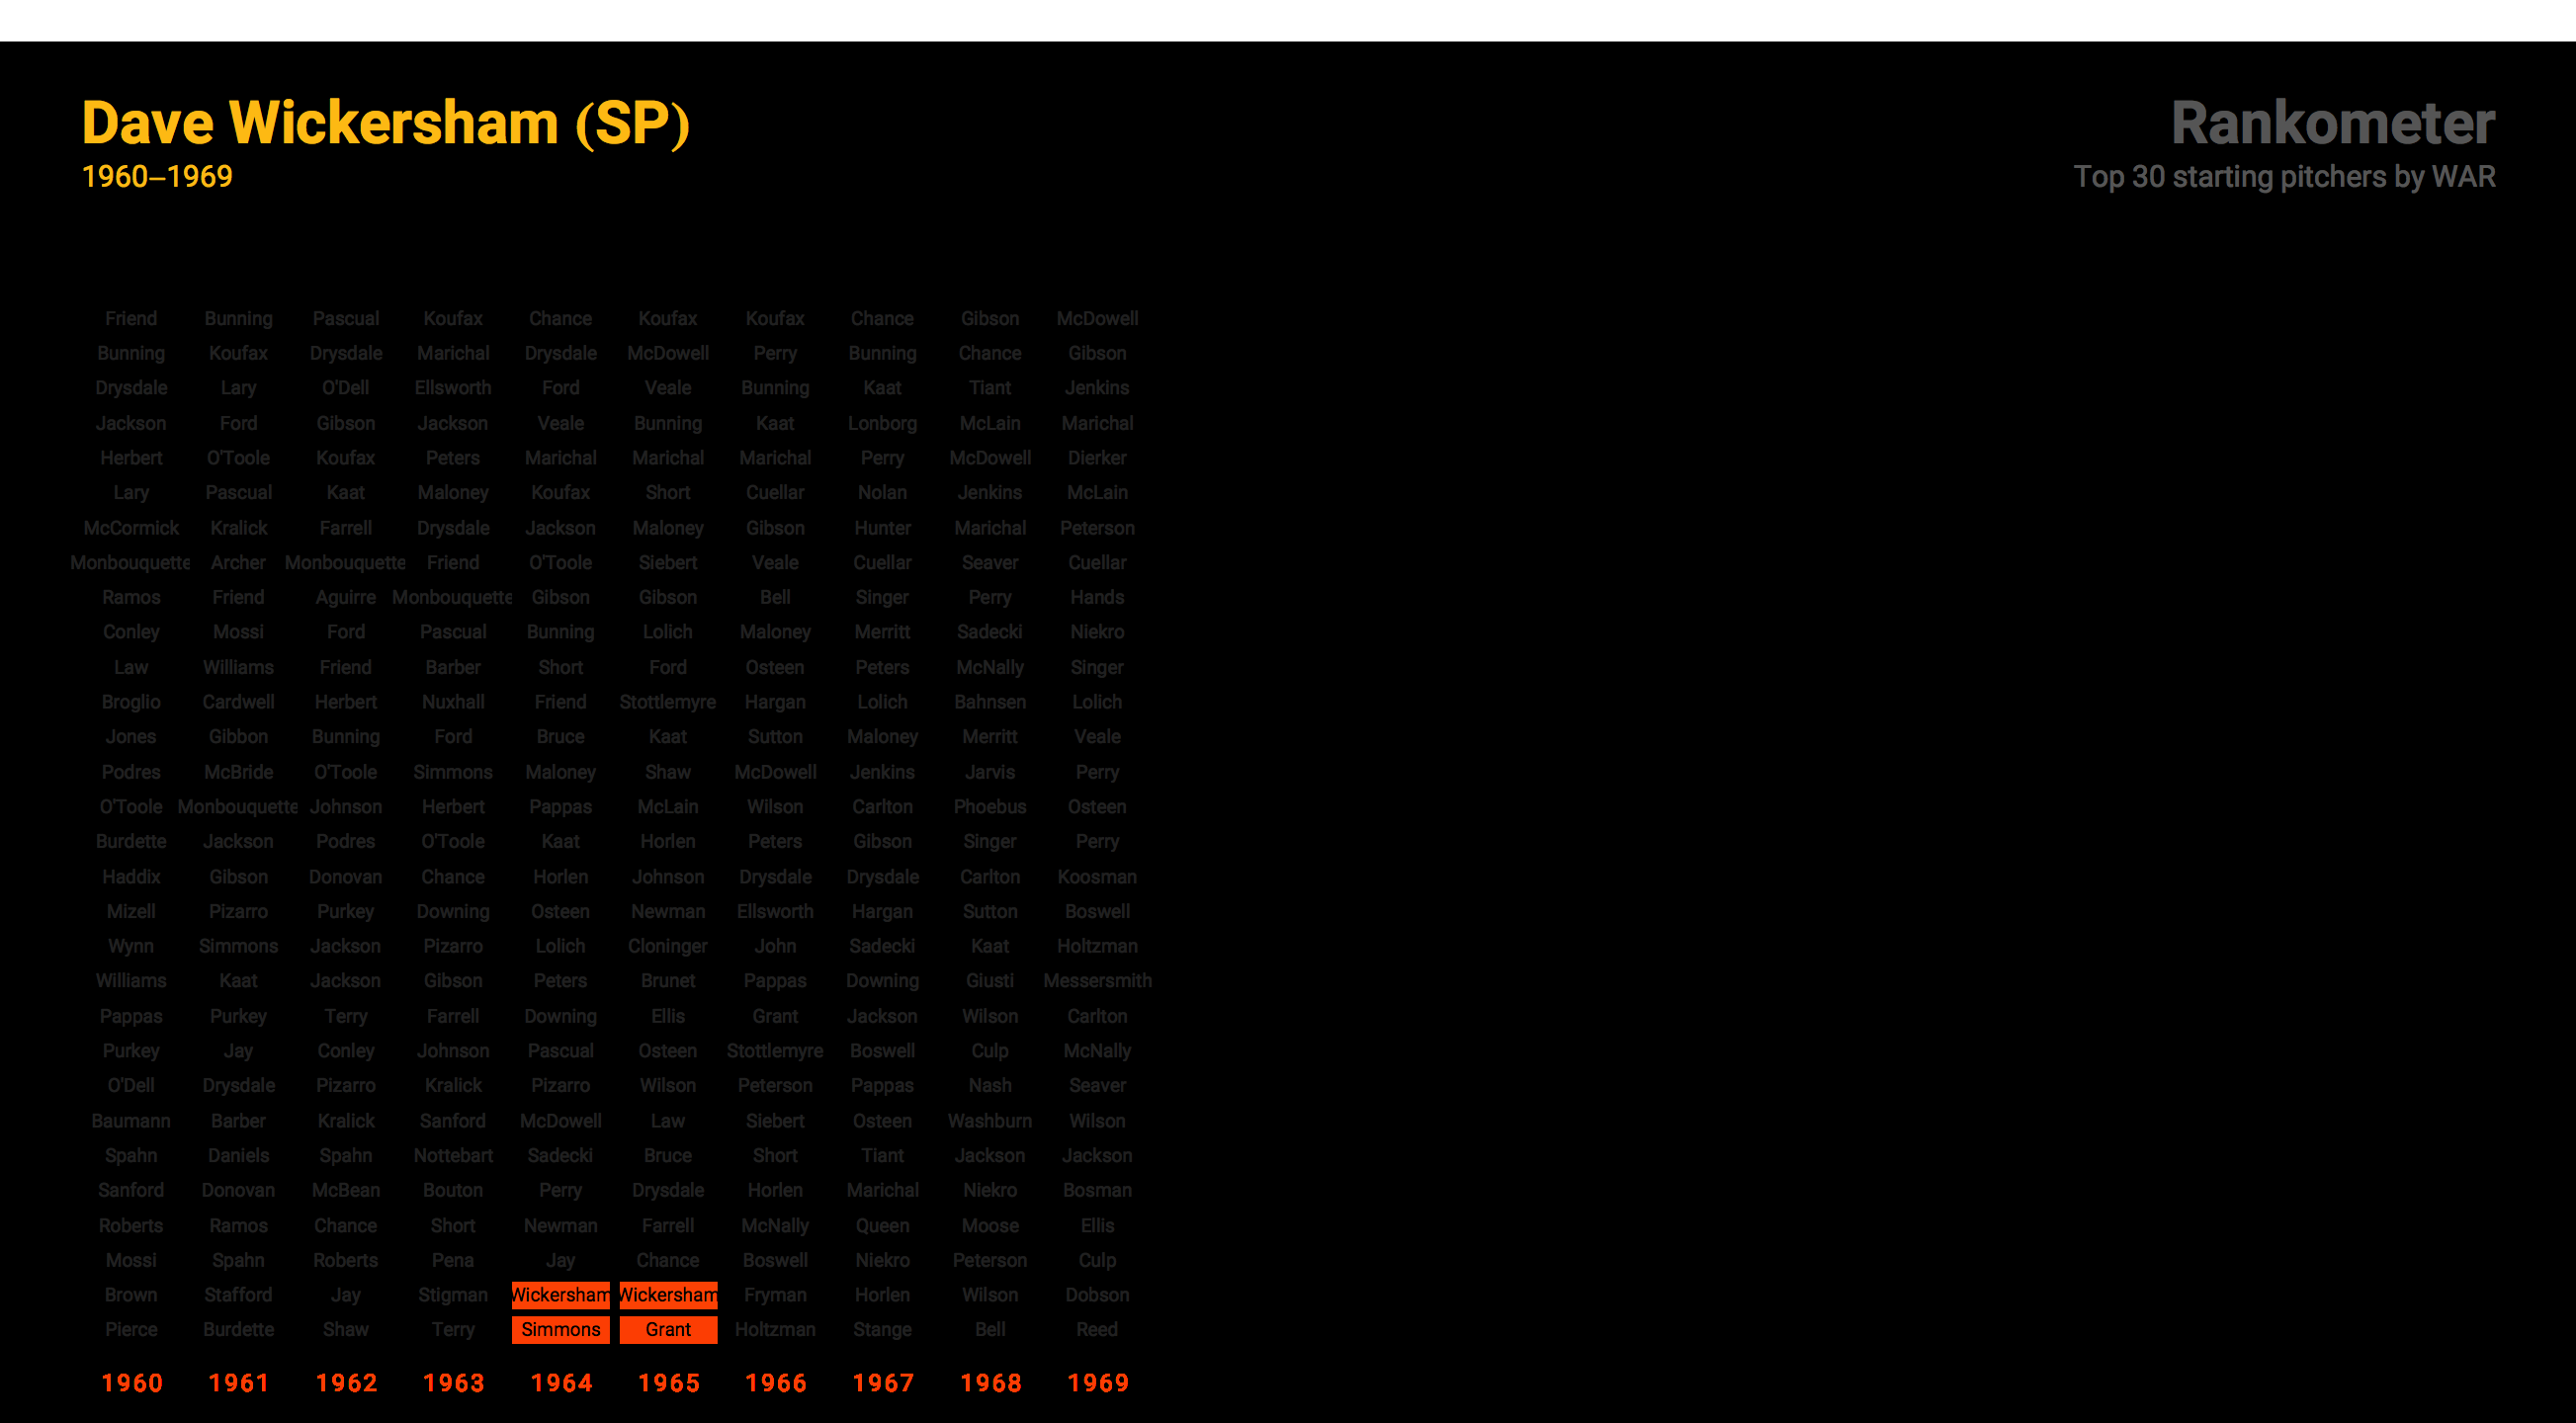 Dave Wickersham (SP)
1960–1969
Rankometer
Top 30 starting pitchers by WAR
Friend Bunning Pascual Koufax Chance Koufax Koufax Chance Gibson McDowell
Bunning Koufax Drysdale Marichal Drysdale McDowell Perry Bunning Chance Gibson
Drysdale Lary O'Dell Ellsworth Ford Veale Bunning Kaat Tiant Jenkins
Jackson Ford Gibson Jackson Veale Bunning Kaat Lonborg McLain Marichal
Herbert O'Toole Koufax Peters Marichal Marichal Marichal Perry McDowell Dierker
Lary Pascual Kaat Maloney Koufax Short Cuellar Nolan Jenkins McLain
McCormick Kralick Farrell Drysdale Jackson Maloney Gibson Hunter Marichal Peterson
Monbouquette Archer Monbouquette Friend O'Toole Siebert Veale Cuellar Seaver Cuellar
Ramos Friend Aguirre Monbouquette Gibson Gibson Bell Singer Perry Hands
Conley Mossi Ford Pascual Bunning Lolich Maloney Merritt Sadecki Niekro
Law Williams Friend Barber Short Ford Osteen Peters McNally Singer
Broglio Cardwell Herbert Nuxhall Friend Stottlemyre Hargan Lolich Bahnsen Lolich
Jones Gibbon Bunning Ford Bruce Kaat Sutton Maloney Merritt Veale
Podres McBride O'Toole Simmons Maloney Shaw McDowell Jenkins Jarvis Perry
O'Toole Monbouquette Johnson Herbert Pappas McLain Wilson Carlton Phoebus Osteen
Burdette Jackson Podres O'Toole Kaat Horlen Peters Gibson Singer Perry
Haddix Gibson Donovan Chance Horlen Johnson Drysdale Drysdale Carlton Koosman
Mizell Pizarro Purkey Downing Osteen Newman Ellsworth Hargan Sutton Boswell
Wynn Simmons Jackson Pizarro Lolich Cloninger John Sadecki Kaat Holtzman
Williams Kaat Jackson Gibson Peters Brunet Pappas Downing Giusti Messersmith
Pappas Purkey Terry Farrell Downing Ellis Grant Jackson Wilson Carlton
Purkey Jay Conley Johnson Pascual Osteen Stottlemyre Boswell Culp McNally
O'Dell Drysdale Pizarro Kralick Pizarro Wilson Peterson Pappas Nash Seaver
Baumann Barber Kralick Sanford McDowell Law Siebert Osteen Washburn Wilson
Spahn Daniels Spahn Nottebart Sadecki Bruce Short Tiant Jackson Jackson
Sanford Donovan McBean Bouton Perry Drysdale Horlen Marichal Niekro Bosman
Roberts Ramos Chance Short Newman Farrell McNally Queen Moose Ellis
Mossi Spahn Roberts Pena Jay Chance Boswell Niekro Peterson Culp
Brown Stafford Jay Stigman Wickersham Wickersham Fryman Horlen Wilson Dobson
Pierce Burdette Shaw Terry Simmons Grant Holtzman Stange Bell Reed
1960 1961 1962 1963 1964 1965 1966 1967 1968 1969